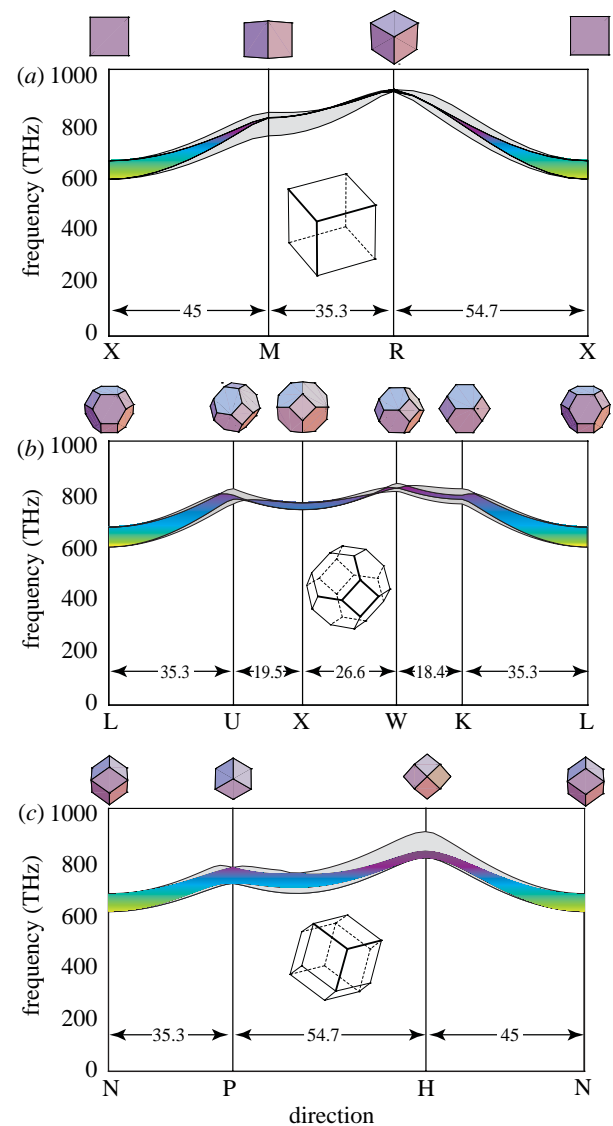 (a)
1000
800
600
400
200
0
frequency (THz)
45 35.3 54.7
X M R X
(b)
1000
800
600
400
200
0
frequency (THz)
35.3 19.5 26.6 18.4 35.3
L U X W K L
(c)
1000
800
600
400
200
0
frequency (THz)
35.3 54.7 45
N P H N
direction